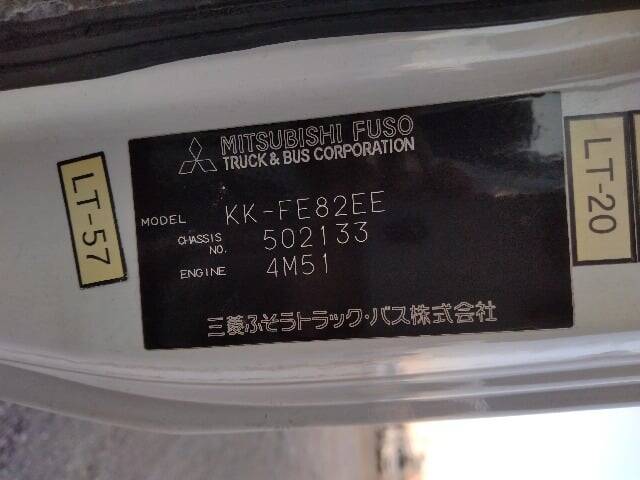 MITSUBISHI FUSO
TRUCK & BUS CORPORATION
MODEL KK-FE82EE
CHASSIS NO. 502133
ENGINE 4M51
三菱ふそうトラック・バス株式会社
LT-57
LT-20